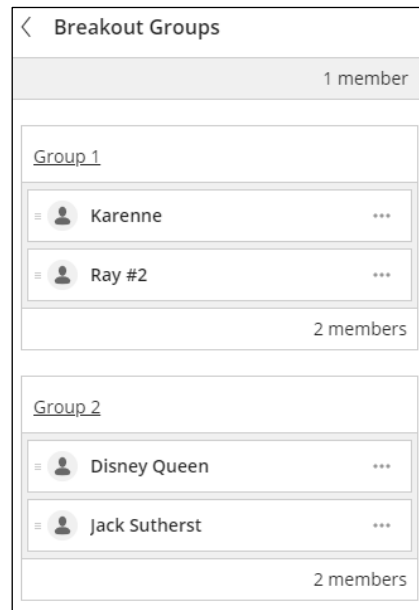 Breakout Groups
1 member
Group 1
Karenne
Ray #2
2 members
Group 2
Disney Queen
Jack Sutherst
2 members